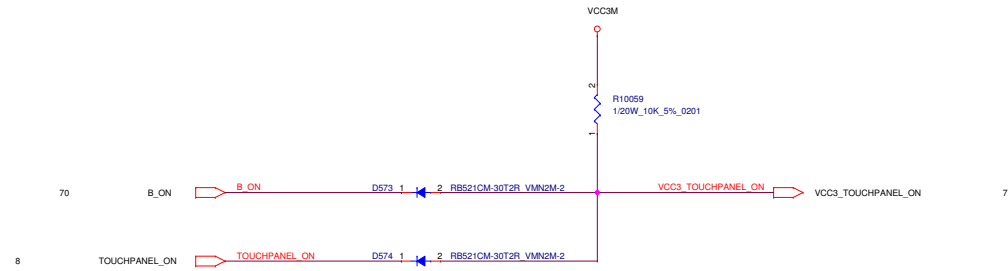 VCC3M
2
R10059
1/20W_10K_5%_0201
1
70 B_ON B_ON D573 1 2 RB521CM-30T2R_VMN2M-2 VCC3_TOUCHPANEL_ON VCC3_TOUCHPANEL_ON 7
8 TOUCHPANEL_ON TOUCHPANEL_ON D574 1 2 RB521CM-30T2R_VMN2M-2